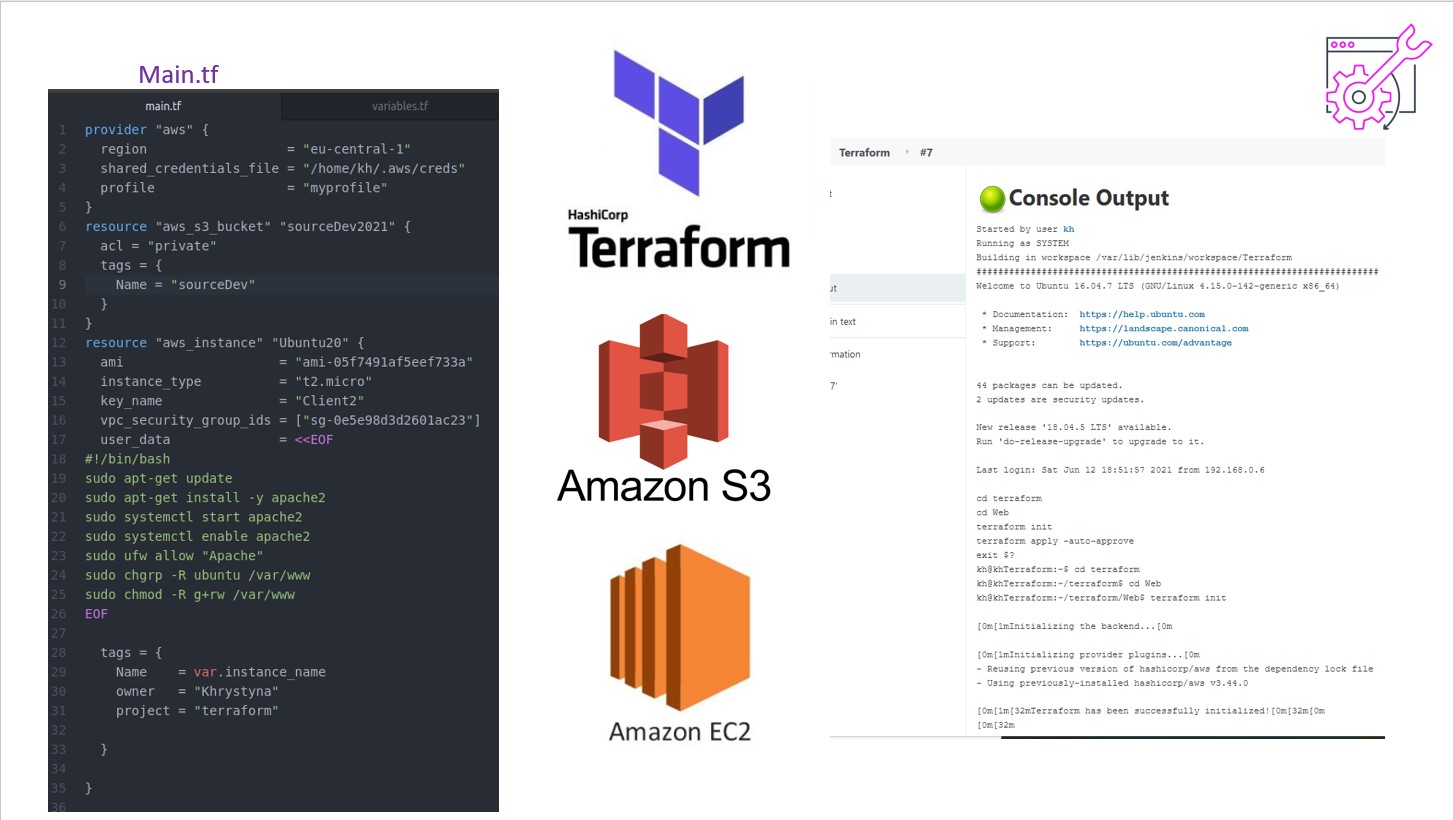 Main.tf
main.tf variables.tf
1 provider "aws" {
2   region                  = "eu-central-1"
3   shared_credentials_file = "/home/kh/.aws/creds"
4   profile                 = "myprofile"
5 }
6 resource "aws_s3_bucket" "sourceDev2021" {
7   acl = "private"
8   tags = {
9     Name = "sourceDev"
10   }
11 }
12 resource "aws_instance" "Ubuntu20" {
13   ami                    = "ami-05f7491af5eef733a"
14   instance_type          = "t2.micro"
15   key_name               = "Client2"
16   vpc_security_group_ids = ["sg-0e5e98d3d2601ac23"]
17   user_data              = <<EOF
18 #!/bin/bash
19 sudo apt-get update
20 sudo apt-get install -y apache2
21 sudo systemctl start apache2
22 sudo systemctl enable apache2
23 sudo ufw allow "Apache"
24 sudo chgrp -R ubuntu /var/www
25 sudo chmod -R g+rw /var/www
26 EOF
27
28   tags = {
29     Name    = var.instance_name
30     owner   = "Khrystyna"
31     project = "terraform"
32
33   }
34
35 }
36
HashiCorp
Terraform
Amazon S3
Amazon EC2
Terraform › #7
t
ut
in text
rmation
7'
Console Output
Started by user kh
Running as SYSTEM
Building in workspace /var/lib/jenkins/workspace/Terraform
##########################################################################
Welcome to Ubuntu 16.04.7 LTS (GNU/Linux 4.15.0-142-generic x86_64)
* Documentation:  https://help.ubuntu.com
* Management:     https://landscape.canonical.com
* Support:        https://ubuntu.com/advantage
44 packages can be updated.
2 updates are security updates.
New release '18.04.5 LTS' available.
Run 'do-release-upgrade' to upgrade to it.
Last login: Sat Jun 12 18:51:57 2021 from 192.168.0.6
cd terraform
cd Web
terraform init
terraform apply -auto-approve
exit $?
kh@khTerraform:~$ cd terraform
kh@khTerraform:~/terraform$ cd Web
kh@khTerraform:~/terraform/Web$ terraform init
[0m[1mInitializing the backend...[0m
[0m[1mInitializing provider plugins...[0m
- Reusing previous version of hashicorp/aws from the dependency lock file
- Using previously-installed hashicorp/aws v3.44.0
[0m[1m[32mTerraform has been successfully initialized![0m[32m[0m
[0m[32m